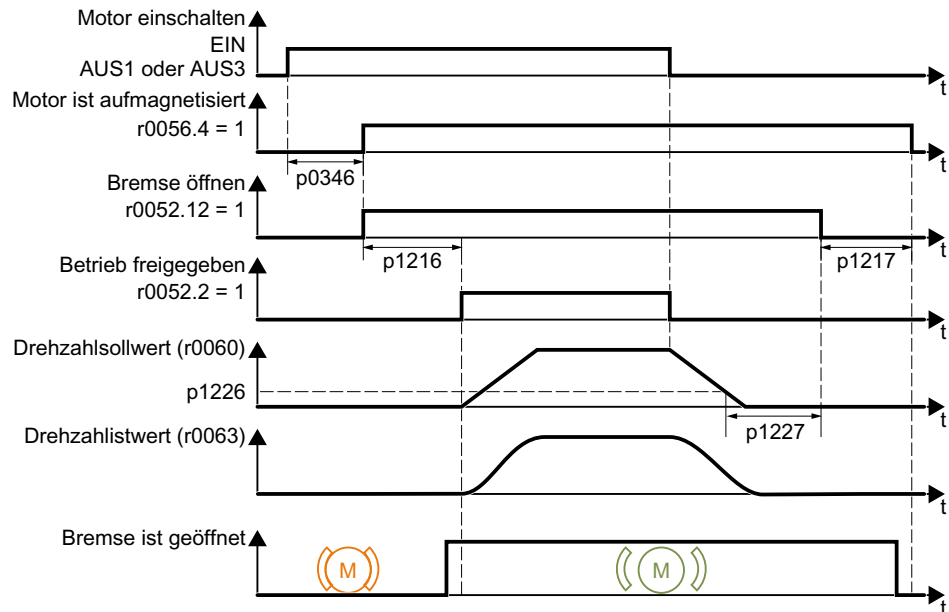 Motor einschalten
EIN
AUS1 oder AUS3
t
Motor ist aufmagnetisiert
r0056.4 = 1
t
p0346
Bremse öffnen
r0052.12 = 1
t
p1216
p1217
Betrieb freigegeben
r0052.2 = 1
t
Drehzahlsollwert (r0060)
p1226
t
p1227
Drehzahlistwert (r0063)
t
Bremse ist geöffnet
M
M
t